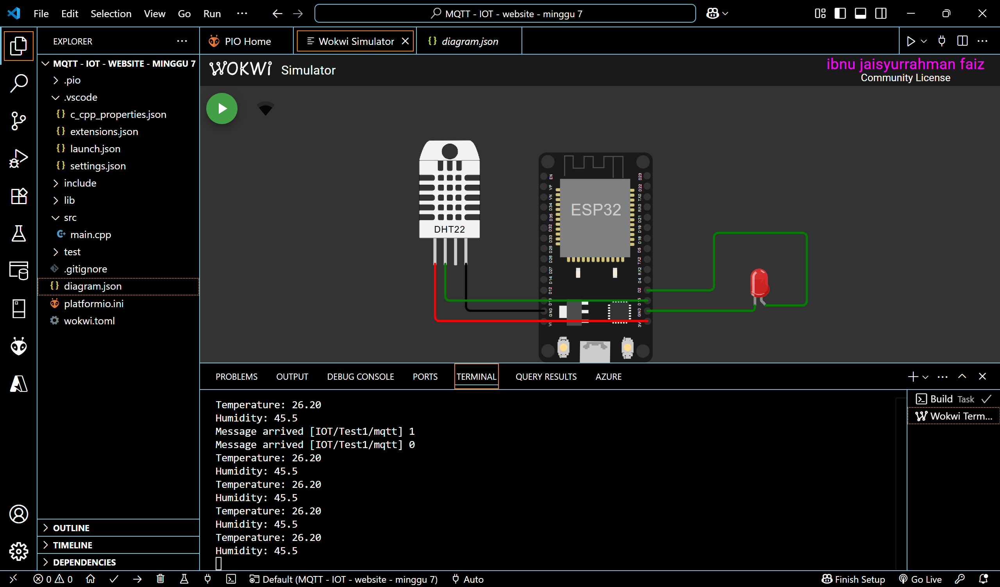 File Edit Selection View Go Run ···
MQTT - IOT - website - minggu 7
EXPLORER
MQTT - IOT - WEBSITE - MINGGU 7
.pio
.vscode
{} c_cpp_properties.json
{} extensions.json
{} launch.json
{} settings.json
include
lib
src
main.cpp
test
.gitignore
{} diagram.json
platformio.ini
wokwi.toml
OUTLINE
TIMELINE
DEPENDENCIES
PIO Home
Wokwi Simulator
{} diagram.json
WOKWi Simulator
ibnu jaisyurrahman faiz
Community License
DHT22
ESP32
EN
VP
VN
D34
D35
D32
D33
D25
D26
D27
D14
D12
D13
GND
D23
D22
TX0
RX0
D21
D19
D18
D5
TX2
RX2
D4
D2
D15
GND
3V
PROBLEMS OUTPUT DEBUG CONSOLE PORTS TERMINAL QUERY RESULTS AZURE
Temperature: 26.20
Humidity: 45.5
Message arrived [IOT/Test1/mqtt] 1
Message arrived [IOT/Test1/mqtt] 0
Temperature: 26.20
Humidity: 45.5
Temperature: 26.20
Humidity: 45.5
Temperature: 26.20
Humidity: 45.5
Temperature: 26.20
Humidity: 45.5
Build Task
Wokwi Term...
0 0
Default (MQTT - IOT - website - minggu 7)
Auto
Finish Setup
Go Live